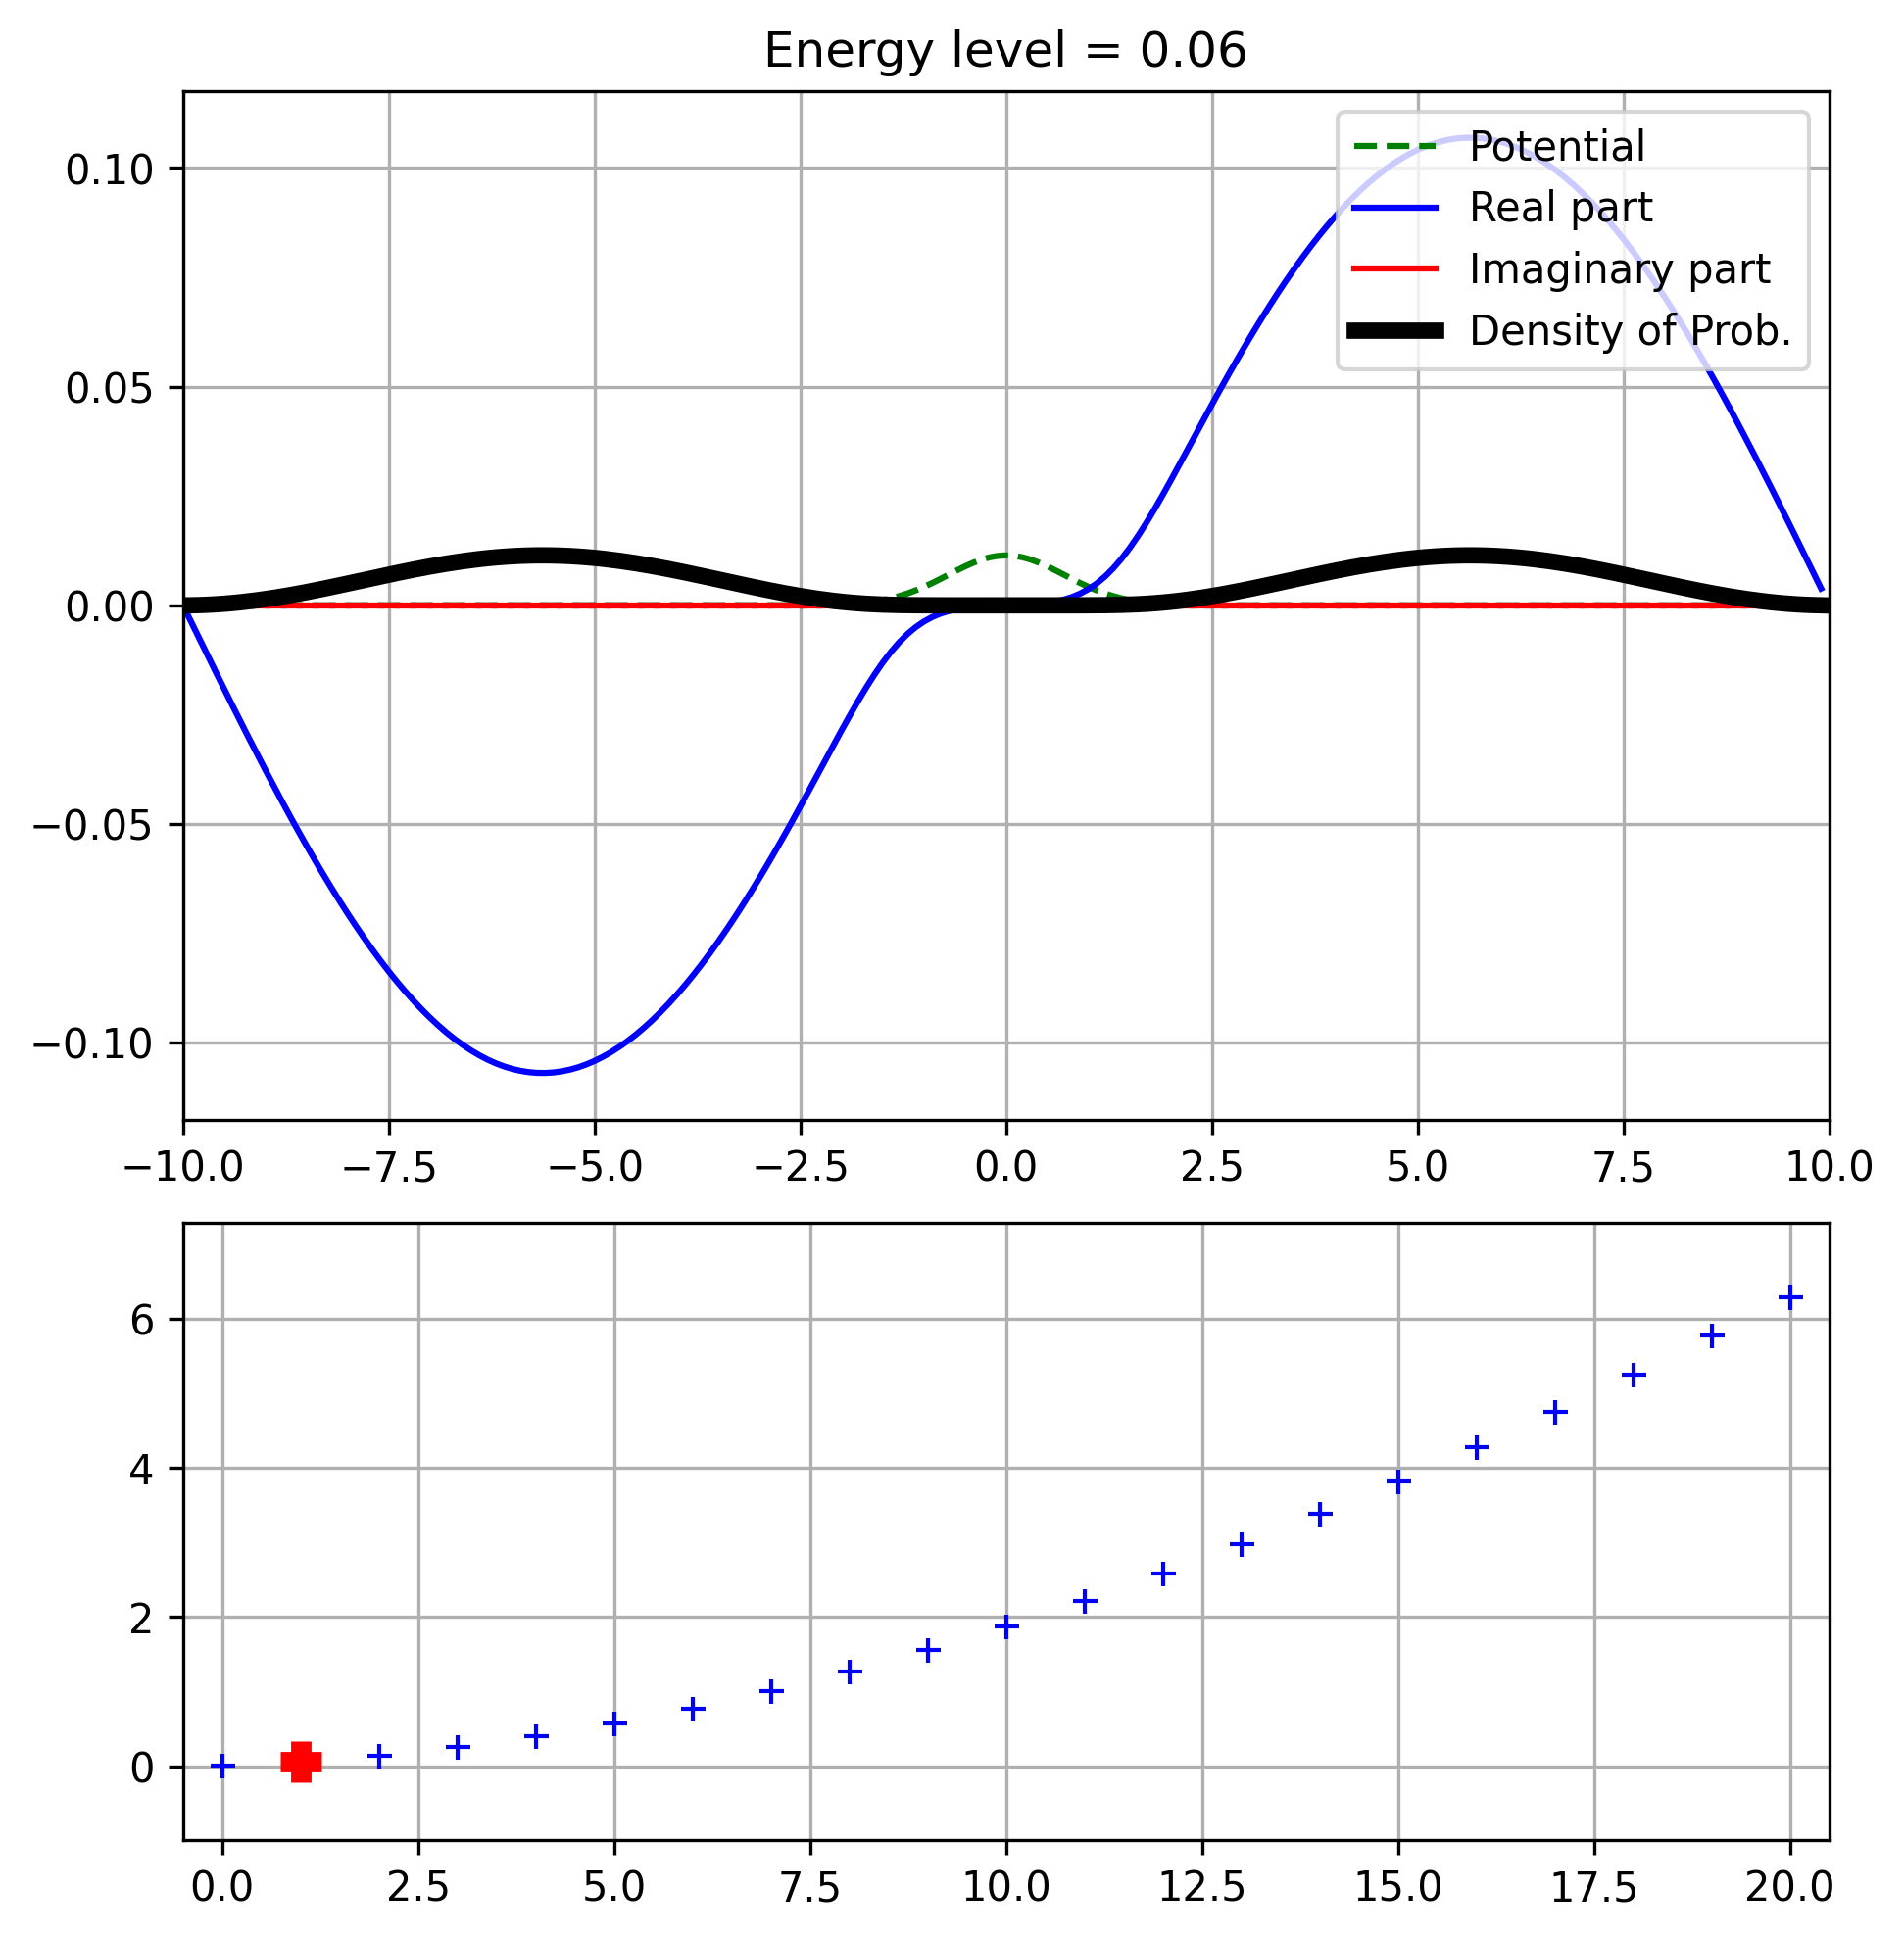 Energy level = 0.06
Potential
Real part
Imaginary part
Density of Prob.
0.10
0.05
0.00
−0.05
−0.10
−10.0 −7.5 −5.0 −2.5 0.0 2.5 5.0 7.5 10.0
6
4
2
0
0.0 2.5 5.0 7.5 10.0 12.5 15.0 17.5 20.0